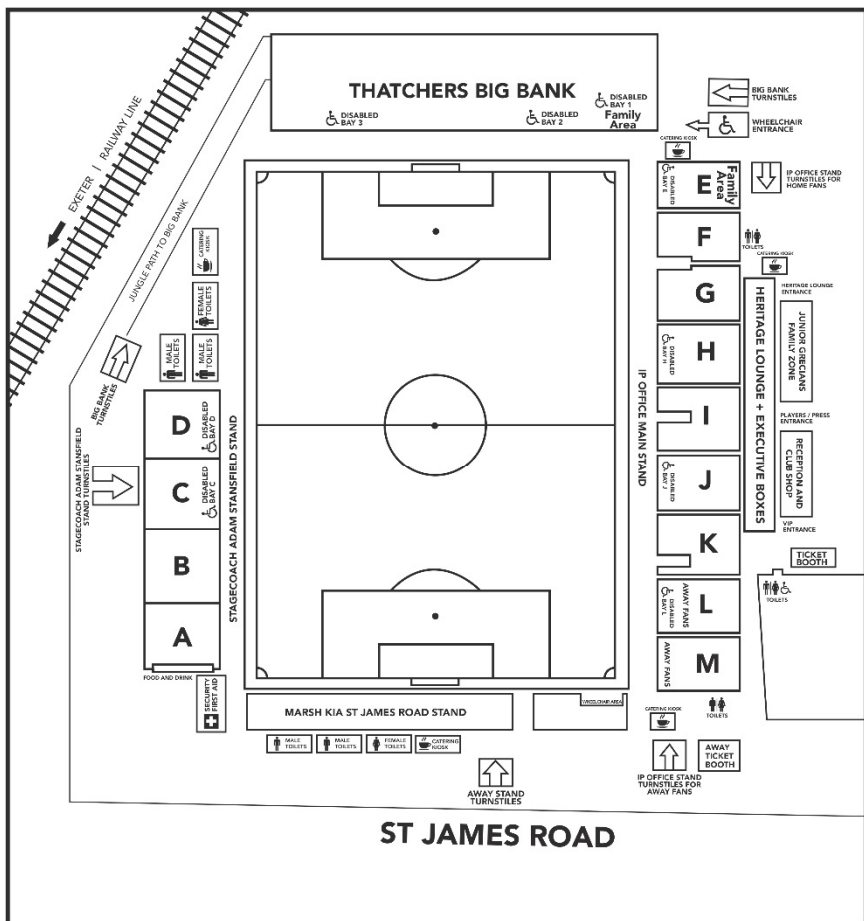 THATCHERS BIG BANK
DISABLED
BAY 3
DISABLED
BAY 2
DISABLED
BAY 1
Family
Area
BIG BANK
TURNSTILES
WHEELCHAIR
ENTRANCE
CATERING KIOSK
EXETER | RAILWAY LINE
JUNGLE PATH TO BIG BANK
E
Family
Area
DISABLED
BAY E
IP OFFICE STAND
TURNSTILES FOR
HOME FANS
F
TOILETS
CATERING KIOSK
G
HERITAGE LOUNGE
ENTRANCE
HERITAGE LOUNGE + EXECUTIVE BOXES
JUNIOR GRECIANS
FAMILY ZONE
H
DISABLED
BAY H
IP OFFICE MAIN STAND
I
PLAYERS / PRESS
ENTRANCE
RECEPTION AND
CLUB SHOP
J
DISABLED
BAY J
VIP
ENTRANCE
K
TICKET
BOOTH
TOILETS
L
AWAY FANS
DISABLED
BAY L
M
AWAY FANS
TOILETS
CATERING KIOSK
CATERING
KIOSK
FEMALE
TOILETS
MALE
TOILETS
MALE
TOILETS
BIG BANK
TURNSTILES
D
DISABLED
BAY D
STAGECOACH ADAM STANSFIELD
STAND TURNSTILES
C
DISABLED
BAY C
STAGECOACH ADAM STANSFIELD STAND
B
A
FOOD AND DRINK
SECURITY
FIRST AID
MARSH KIA ST JAMES ROAD STAND
WHEELCHAIR AREA
MALE
TOILETS
MALE
TOILETS
FEMALE
TOILETS
CATERING
KIOSK
AWAY STAND
TURNSTILES
IP OFFICE STAND
TURNSTILES FOR
AWAY FANS
AWAY
TICKET
BOOTH
ST JAMES ROAD